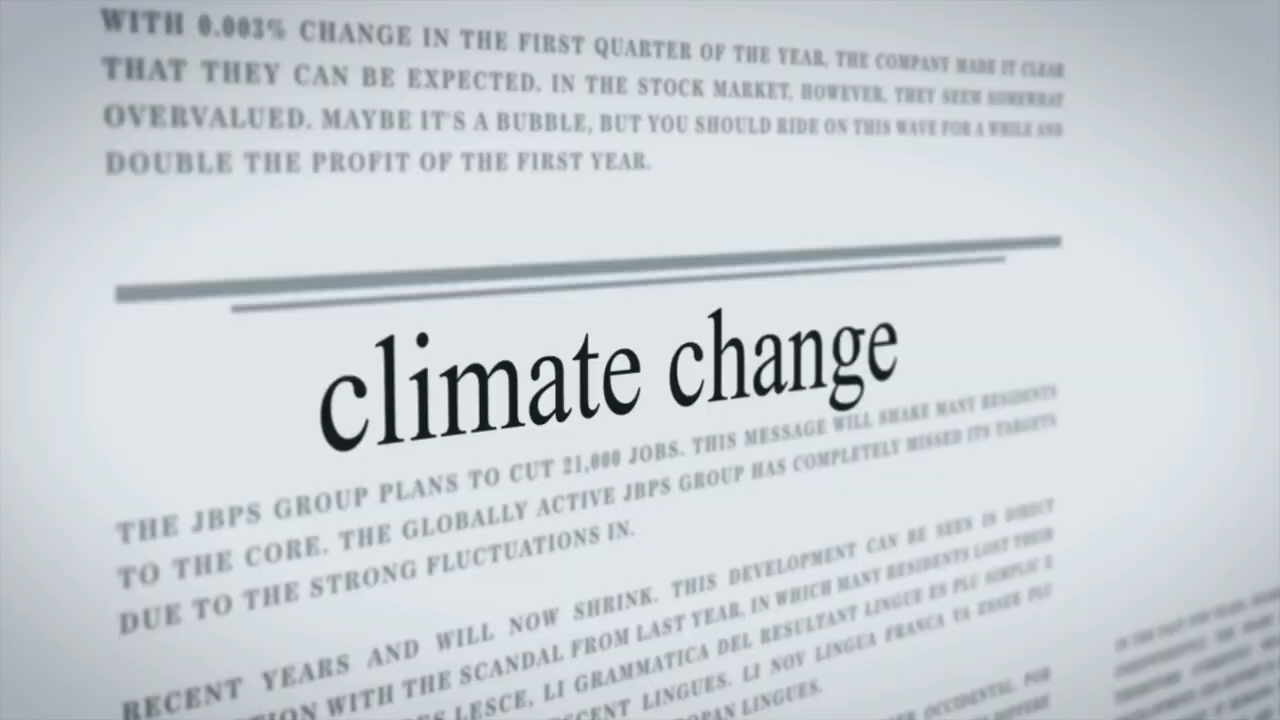 WITH 0.003% CHANGE IN THE FIRST QUARTER OF THE YEAR, THE COMPANY MADE IT CLEAR
THAT THEY CAN BE EXPECTED. IN THE STOCK MARKET, HOWEVER, THEY SEEM SOMEWHAT
OVERVALUED. MAYBE IT'S A BUBBLE, BUT YOU SHOULD RIDE ON THIS WAVE FOR A WHILE AND
DOUBLE THE PROFIT OF THE FIRST YEAR.
climate change
THE JBPS GROUP PLANS TO CUT 21,000 JOBS. THIS MESSAGE WILL SHAKE MANY RESIDENTS
TO THE CORE. THE GLOBALLY ACTIVE JBPS GROUP HAS COMPLETELY MISSED ITS TARGETS
DUE TO THE STRONG FLUCTUATIONS IN.
RECENT YEARS AND WILL NOW SHRINK. THIS DEVELOPMENT CAN BE SEEN IN DIRECT
WITH THE SCANDAL FROM LAST YEAR, IN WHICH MANY RESIDENTS LOST THEIR
LESCE, LI GRAMMATICA DEL RESULTANT LINGUE ES PLU SIMPLIC E
LINGUES. LI NOV LINGUA FRANCA VA ESSER PLU
LINGUES.
OCCIDENTAL. FOR